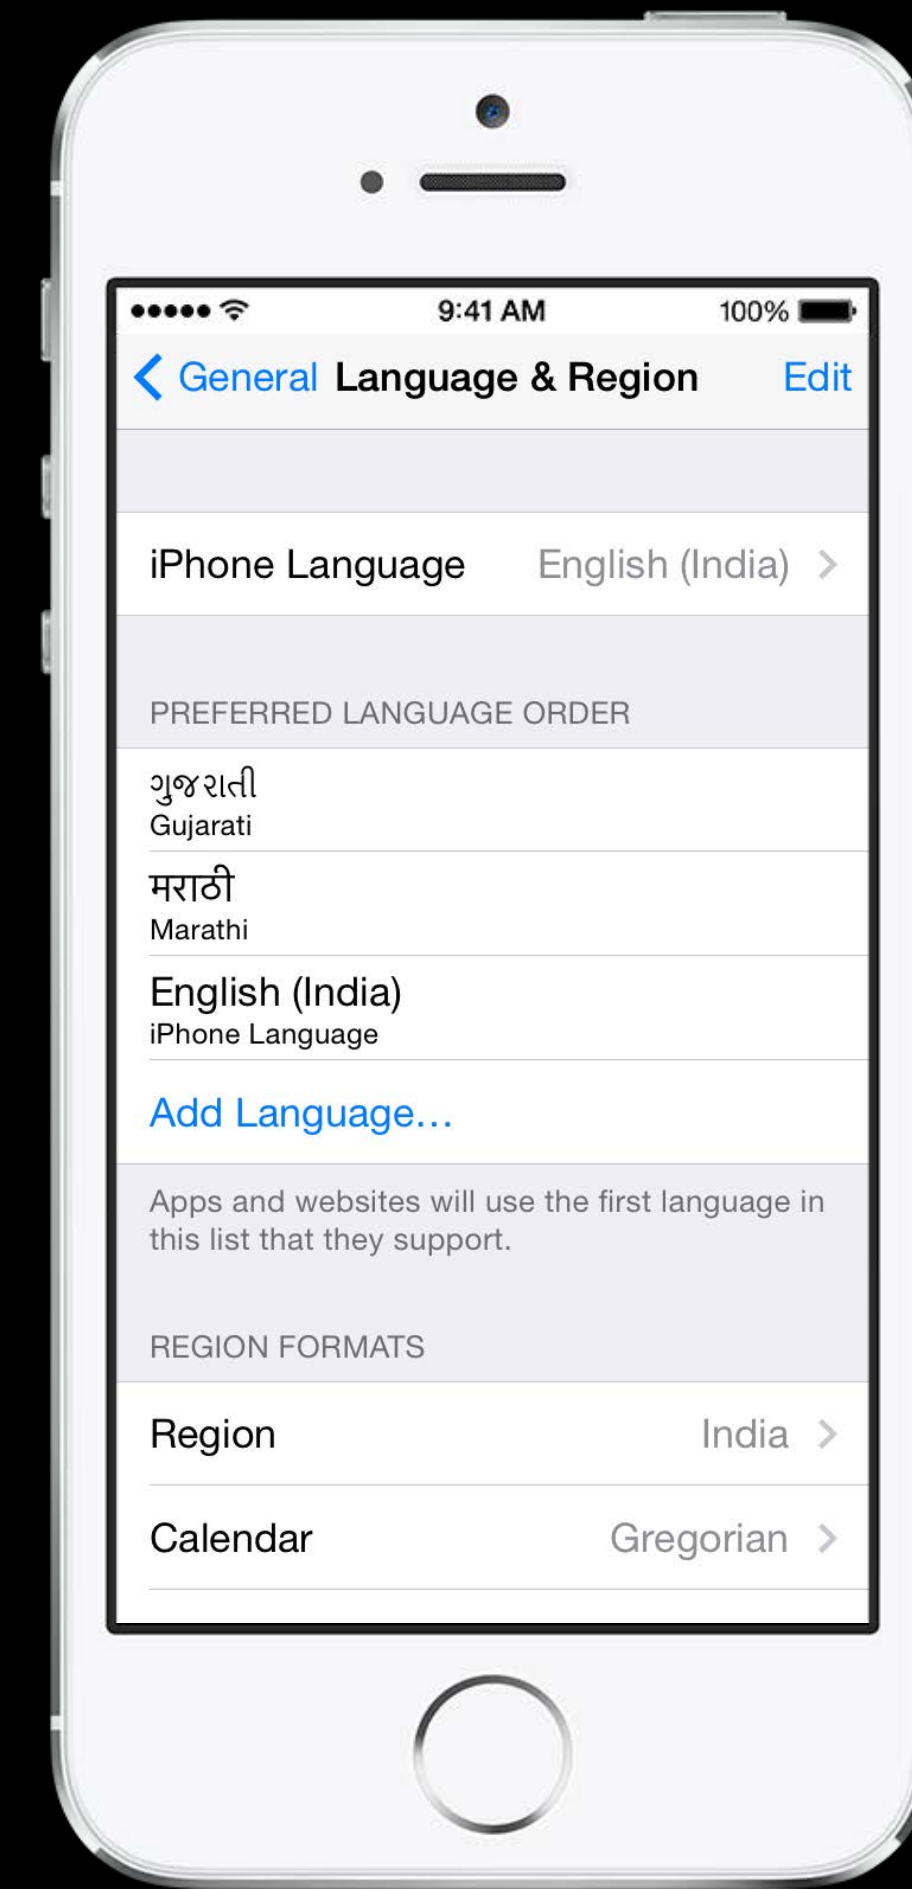 9:41 AM 100%
General Language & Region Edit
iPhone Language English (India)
PREFERRED LANGUAGE ORDER
ગુજરાતી
Gujarati
मराठी
Marathi
English (India)
iPhone Language
Add Language…
Apps and websites will use the first language in
this list that they support.
REGION FORMATS
Region India
Calendar Gregorian